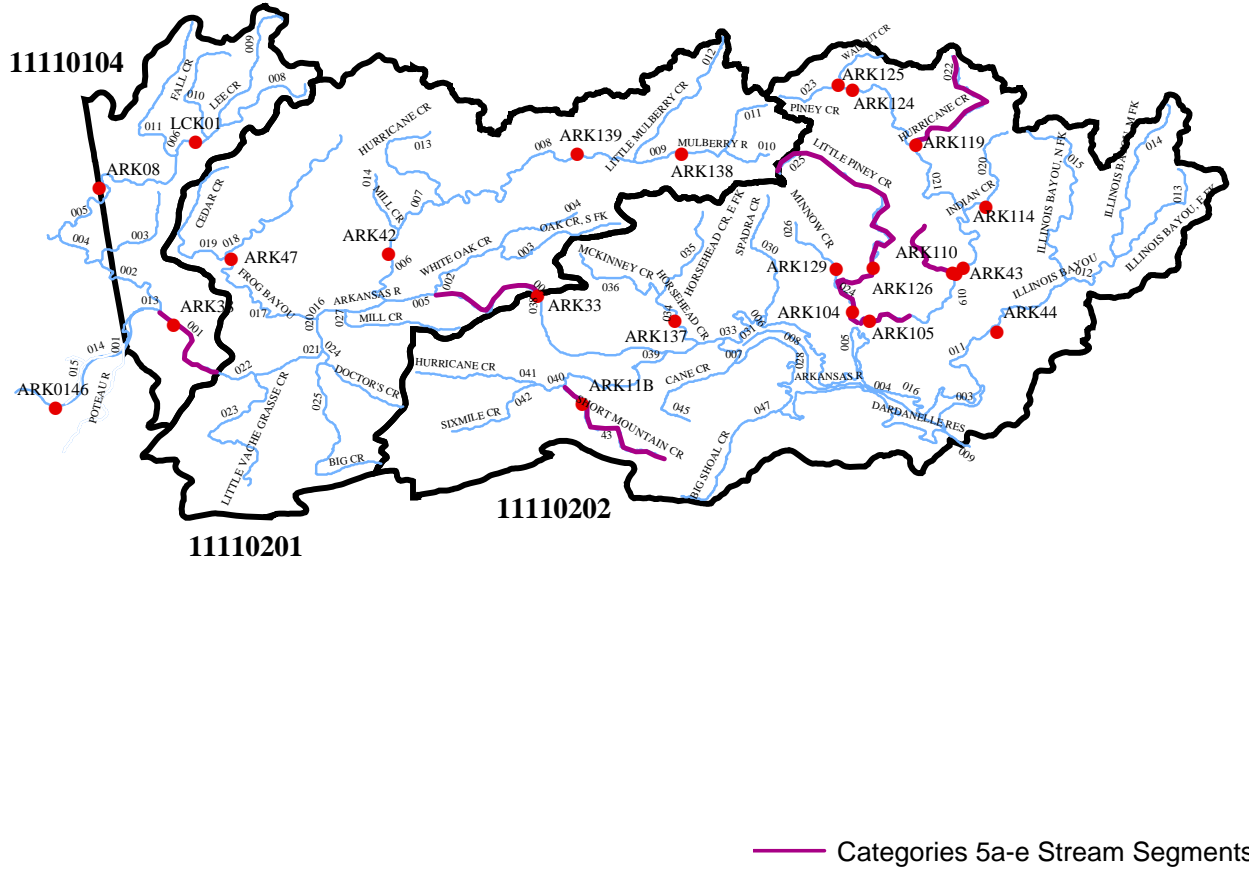 11110104
11110201
11110202
009
FALL CR
010
LEE CR
008
011
006
LCK01
ARK08
005
004
003
002
013
ARK3
001
014
001
015
ARK0146
POTEAU R
CEDAR CR
019
018
ARK47
FROG BAYOU
017
016
020
027
021
022
024
DOCTOR'S CR
023
025
LITTLE VACHE GRASSE CR
BIG CR
HURRICANE CR
013
014
MILL CR
007
ARK42
006
ARKANSAS R
005
MILL CR
WHITE OAK CR
002
003
OAK CR, S FK
004
008
ARK139
LITTLE MULBERRY CR
012
009
MULBERRY R
010
011
ARK138
ARK33
MCKINNEY CR
036
035
HORSEHEAD CR, E FK
HORSEHEAD CR
ARK137
SPADRA CR
030
033
031
006
007
008
039
HURRICANE CR
041
040
042
SIXMILE CR
ARK11B
SHORT MOUNTAIN CR
43
CANE CR
045
BIG SHOAL CR
047
028
ARKANSAS R
005
004
016
003
DARDANELLE RES
009
PINEY CR
023
WALNUT CR
ARK125
ARK124
022
HURRICANE CR
ARK119
021
020
INDIAN CR
ARK114
LITTLE PINEY CR
025
MINNOW CR
026
ARK129
024
ARK126
ARK104
ARK105
ARK110
ARK43
019
ARK44
011
ILLINOIS BAYOU
012
ILLINOIS BAYOU, N FK
015
ILLINOIS BAYOU, M FK
014
013
ILLINOIS BAYOU, E FK
Categories 5a-e Stream Segments